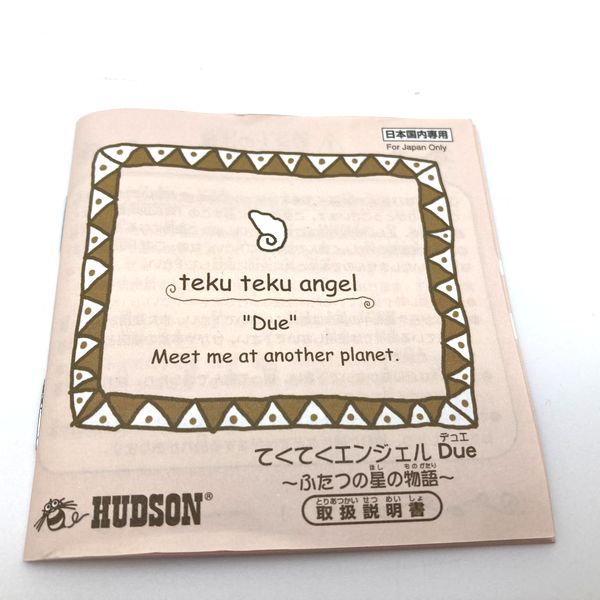 日本国内専用
For Japan Only
teku teku angel
"Due"
Meet me at another planet.
デュエ
てくてくエンジェル Due
ほし ものがたり
〜ふたつの星の物語〜
とりあつかい せつ めい しょ
取扱説明書
HUDSON®